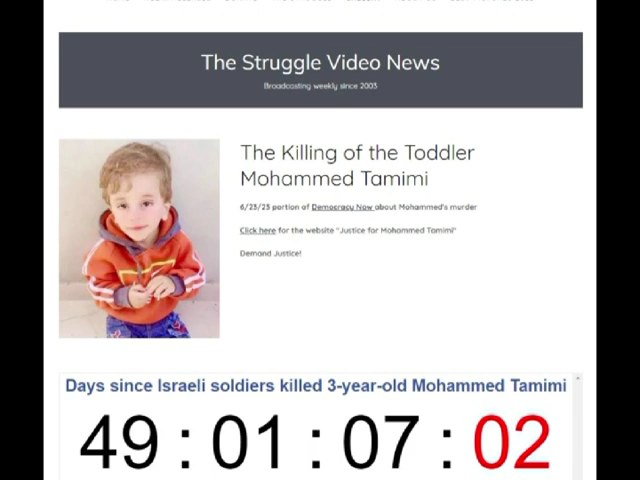 The Struggle Video News
Broadcasting weekly since 2003
The Killing of the Toddler
Mohammed Tamimi
6/23/23 portion of Democracy Now about Mohammed's murder
Click here for the website "Justice for Mohammed Tamimi"
Demand Justice!
Days since Israeli soldiers killed 3-year-old Mohammed Tamimi
49 : 01 : 07 : 02